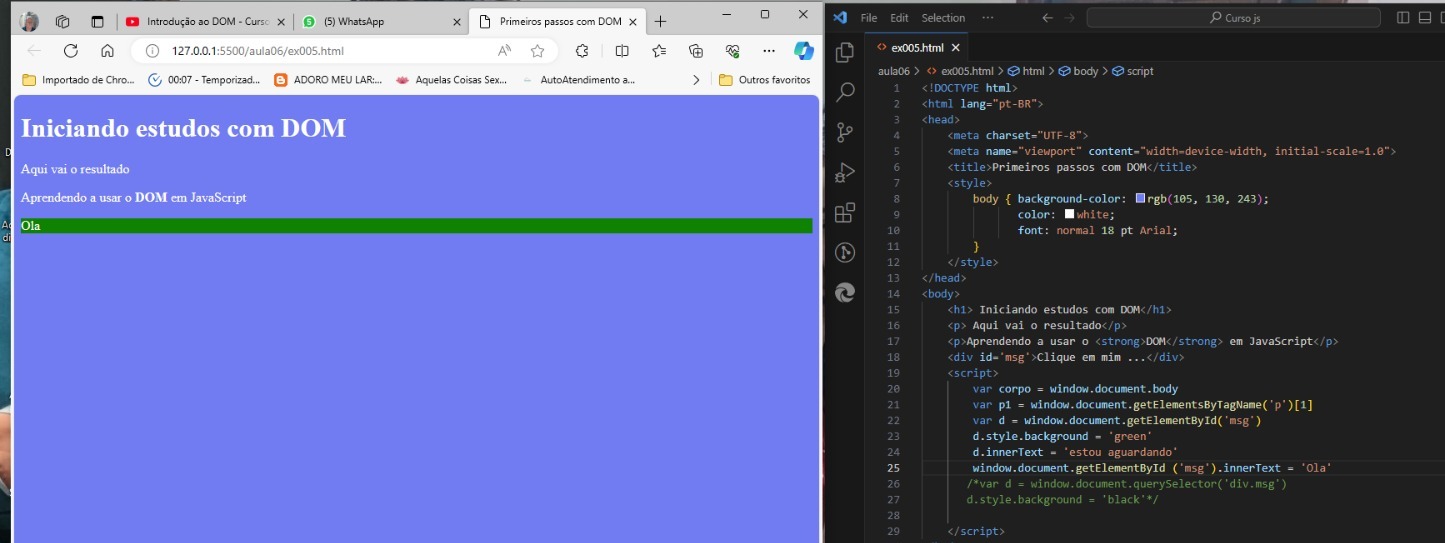 Introdução ao DOM - Curso
(5) WhatsApp
Primeiros passos com DOM
127.0.0.1:5500/aula06/ex005.html
Importado de Chro...
00:07 - Temporizad...
ADORO MEU LAR:...
Aquelas Coisas Sex...
AutoAtendimento a...
Outros favoritos
Iniciando estudos com DOM
Aqui vai o resultado
Aprendendo a usar o DOM em JavaScript
Ola
File Edit Selection ...
Curso js
ex005.html
aula06 > ex005.html > html > body > script
1 <!DOCTYPE html>
2 <html lang="pt-BR">
3 <head>
4 <meta charset="UTF-8">
5 <meta name="viewport" content="width=device-width, initial-scale=1.0">
6 <title>Primeiros passos com DOM</title>
7 <style>
8 body { background-color: rgb(105, 130, 243);
9 color: white;
10 font: normal 18 pt Arial;
11 }
12 </style>
13 </head>
14 <body>
15 <h1> Iniciando estudos com DOM</h1>
16 <p> Aqui vai o resultado</p>
17 <p>Aprendendo a usar o <strong>DOM</strong> em JavaScript</p>
18 <div id='msg'>Clique em mim ...</div>
19 <script>
20 var corpo = window.document.body
21 var p1 = window.document.getElementsByTagName('p')[1]
22 var d = window.document.getElementById('msg')
23 d.style.background = 'green'
24 d.innerText = 'estou aguardando'
25 window.document.getElementById ('msg').innerText = 'Ola'
26 /*var d = window.document.querySelector('div.msg')
27 d.style.background = 'black'*/
28
29 </script>